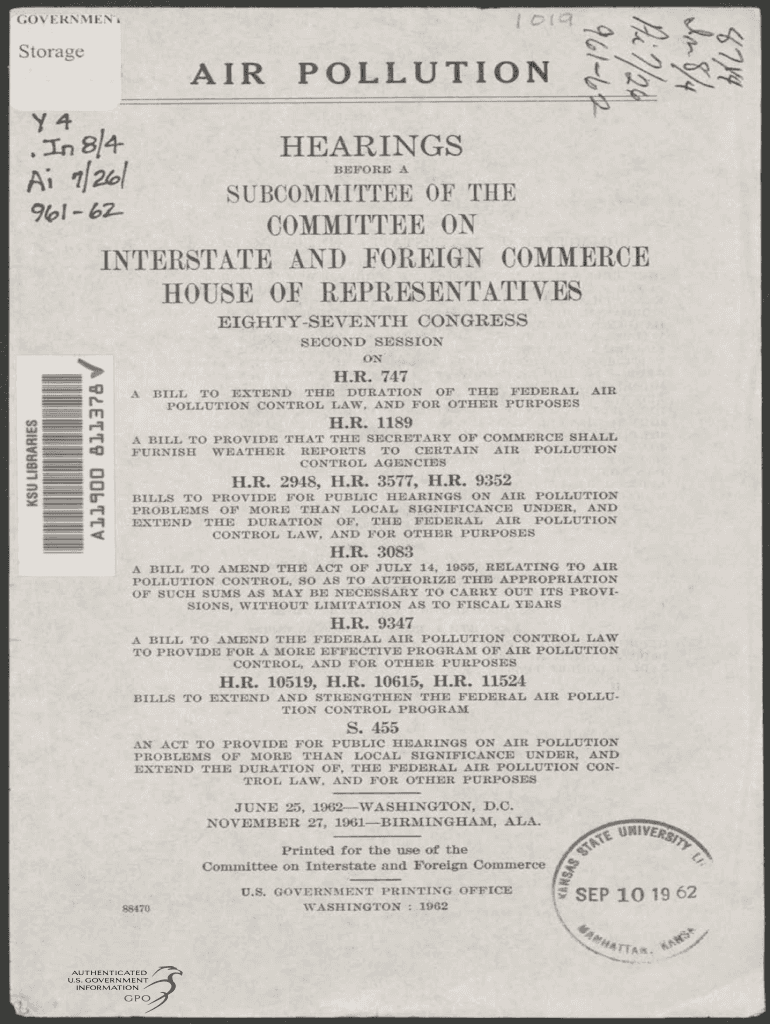 GOVERNMENT
Storage
1019
8744
In 8/4
Ai 7/26
961-62
AIR POLLUTION
Y 4
. In 8/4
Ai 7/26/
961-62
HEARINGS
BEFORE A
SUBCOMMITTEE OF THE
COMMITTEE ON
INTERSTATE AND FOREIGN COMMERCE
HOUSE OF REPRESENTATIVES
EIGHTY-SEVENTH CONGRESS
SECOND SESSION
ON
H.R. 747
A BILL TO EXTEND THE DURATION OF THE FEDERAL AIR
POLLUTION CONTROL LAW, AND FOR OTHER PURPOSES
H.R. 1189
A BILL TO PROVIDE THAT THE SECRETARY OF COMMERCE SHALL
FURNISH WEATHER REPORTS TO CERTAIN AIR POLLUTION
CONTROL AGENCIES
H.R. 2948, H.R. 3577, H.R. 9352
BILLS TO PROVIDE FOR PUBLIC HEARINGS ON AIR POLLUTION
PROBLEMS OF MORE THAN LOCAL SIGNIFICANCE UNDER, AND
EXTEND THE DURATION OF, THE FEDERAL AIR POLLUTION
CONTROL LAW, AND FOR OTHER PURPOSES
H.R. 3083
A BILL TO AMEND THE ACT OF JULY 14, 1955, RELATING TO AIR
POLLUTION CONTROL, SO AS TO AUTHORIZE THE APPROPRIATION
OF SUCH SUMS AS MAY BE NECESSARY TO CARRY OUT ITS PROVI-
SIONS, WITHOUT LIMITATION AS TO FISCAL YEARS
H.R. 9347
A BILL TO AMEND THE FEDERAL AIR POLLUTION CONTROL LAW
TO PROVIDE FOR A MORE EFFECTIVE PROGRAM OF AIR POLLUTION
CONTROL, AND FOR OTHER PURPOSES
H.R. 10519, H.R. 10615, H.R. 11524
BILLS TO EXTEND AND STRENGTHEN THE FEDERAL AIR POLLU-
TION CONTROL PROGRAM
S. 455
AN ACT TO PROVIDE FOR PUBLIC HEARINGS ON AIR POLLUTION
PROBLEMS OF MORE THAN LOCAL SIGNIFICANCE UNDER, AND
EXTEND THE DURATION OF, THE FEDERAL AIR POLLUTION CON-
TROL LAW, AND FOR OTHER PURPOSES
JUNE 25, 1962—WASHINGTON, D.C.
NOVEMBER 27, 1961—BIRMINGHAM, ALA.
Printed for the use of the
Committee on Interstate and Foreign Commerce
U.S. GOVERNMENT PRINTING OFFICE
88470 WASHINGTON : 1962
KSU LIBRARIES
A11900 811378
KANSAS STATE UNIVERSITY LI
SEP 10 1962
MANHATTAN, KANSA
AUTHENTICATED
U.S. GOVERNMENT
INFORMATION
GPO